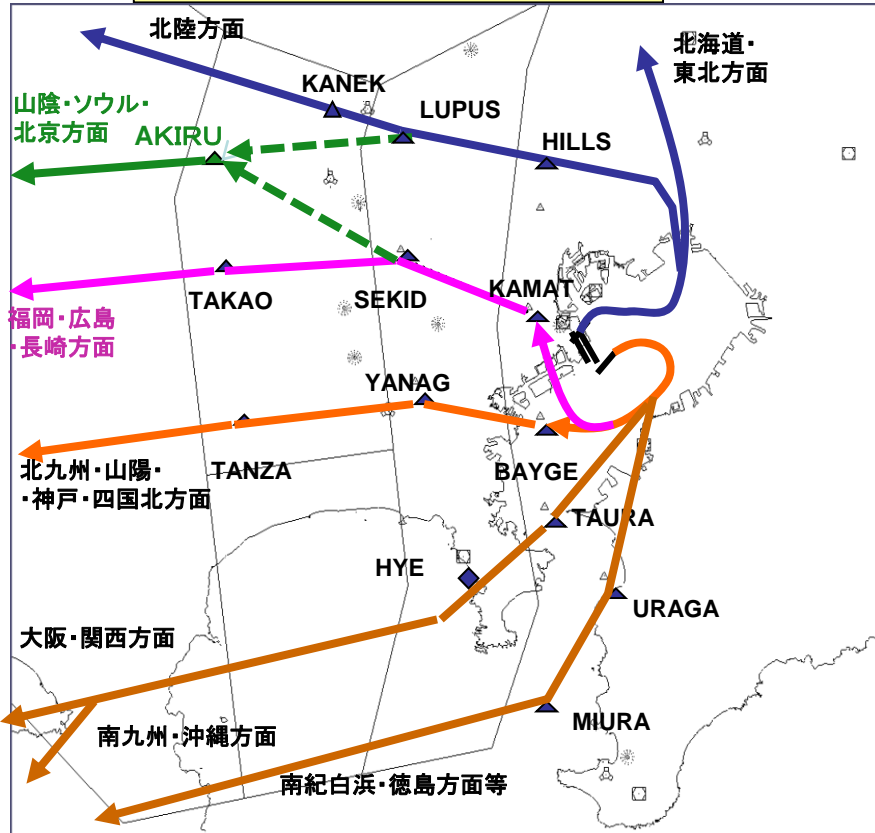 北陸方面
北海道・
東北方面
KANEK
LUPUS
山陰・ソウル・
北京方面
AKIRU
HILLS
TAKAO
SEKID
KAMAT
福岡・広島
・長崎方面
YANAG
北九州・山陽・
・神戸・四国北方面
TANZA
BAYGE
TAURA
HYE
URAGA
大阪・関西方面
MIURA
南九州・沖縄方面
南紀白浜・徳島方面等